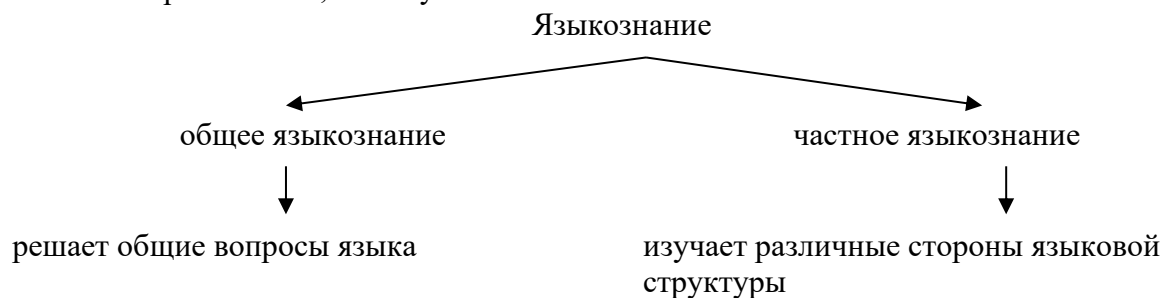 Языкознание
общее языкознание
частное языкознание
решает общие вопросы языка
изучает различные стороны языковой
структуры